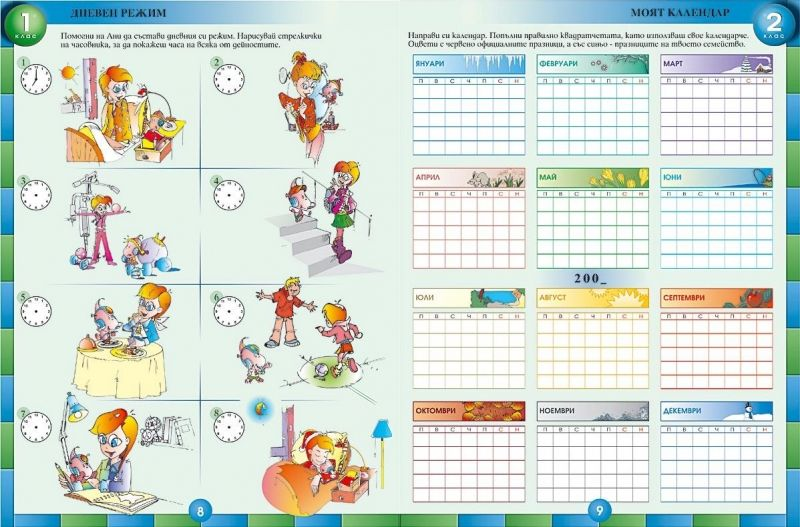 1
КЛАС
ДНЕВЕН РЕЖИМ
Помогни на Ани да състави дневния си режим. Нарисувай стрелкички
на часовника, за да покажеш часа на всяка от дейностите.
1
2
3
4
5
6
7
8
8
МОЯТ КАЛЕНДАР
2
КЛАС
Направи си календар. Попълни правилно квадратчетата, като използваш свое календарче.
Оцвети с червено официалните празници, а със синьо - празниците на твоето семейство.
ЯНУАРИ
ФЕВРУАРИ
МАРТ
П В С Ч П С Н
П В С Ч П С Н
П В С Ч П С Н
АПРИЛ
МАЙ
ЮНИ
П В С Ч П С Н
П В С Ч П С Н
П В С Ч П С Н
200_
ЮЛИ
АВГУСТ
СЕПТЕМВРИ
П В С Ч П С Н
П В С Ч П С Н
П В С Ч П С Н
ОКТОМВРИ
НОЕМВРИ
ДЕКЕМВРИ
П В С Ч П С Н
П В С Ч П С Н
П В С Ч П С Н
9